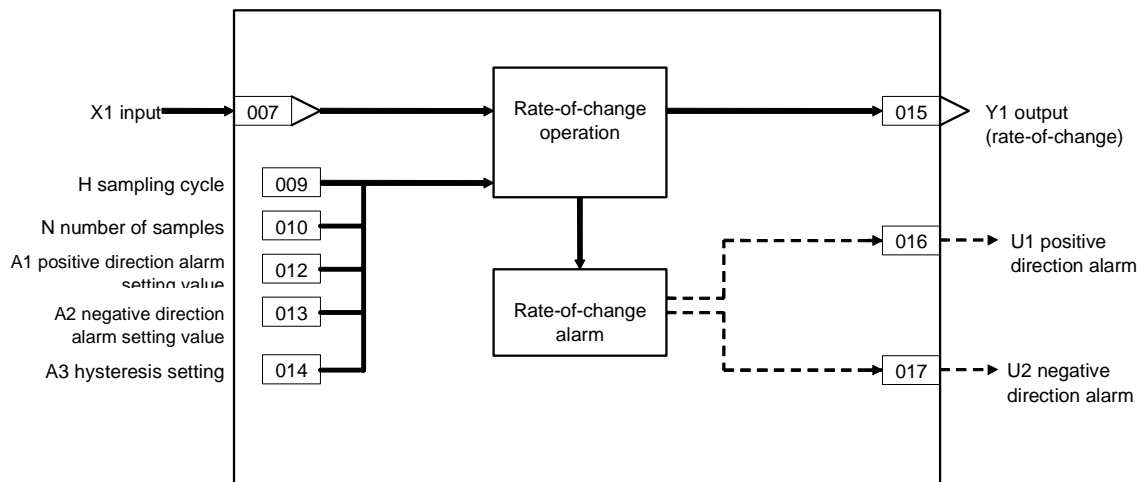 X1 input
007
Rate-of-change
operation
015
Y1 output
(rate-of-change)
H sampling cycle
009
N number of samples
010
A1 positive direction alarm
setting value
012
A2 negative direction
alarm setting value
013
A3 hysteresis setting
014
Rate-of-change
alarm
016
U1 positive
direction alarm
017
U2 negative
direction alarm